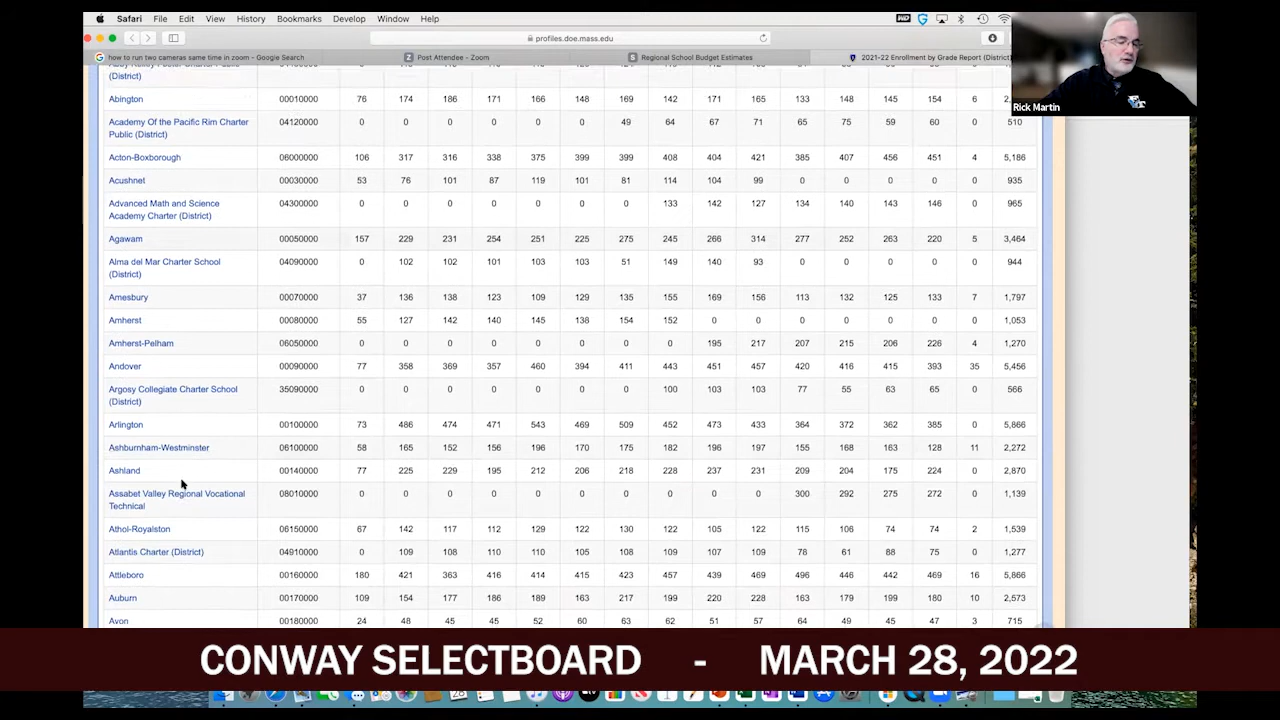 Safari File Edit View History Bookmarks Develop Window Help
profiles.doe.mass.edu
how to run two cameras same time in zoom - Google Search Post Attendee - Zoom Regional School Budget Estimates 2021-22 Enrollment by Grade Report (District)
Rick Martin
(District)
Abington 00010000 76 174 186 171 166 148 169 142 171 165 133 148 145 154 6
Academy Of the Pacific Rim Charter
Public (District) 04120000 0 0 0 0 0 0 49 64 67 71 65 75 59 60 0 510
Acton-Boxborough 06000000 106 317 316 338 375 399 399 408 404 421 385 407 456 451 4 5,186
Acushnet 00030000 53 76 101 87 119 101 81 114 104 99 0 0 0 0 0 935
Advanced Math and Science
Academy Charter (District) 04300000 0 0 0 0 0 0 0 133 142 127 134 140 143 146 0 965
Agawam 00050000 157 229 231 254 251 225 275 245 266 314 277 252 263 220 5 3,464
Alma del Mar Charter School
(District) 04090000 0 102 102 101 103 103 51 149 140 93 0 0 0 0 0 944
Amesbury 00070000 37 136 138 123 109 129 135 155 169 156 113 132 125 133 7 1,797
Amherst 00080000 55 127 142 140 145 138 154 152 0 0 0 0 0 0 0 1,053
Amherst-Pelham 06050000 0 0 0 0 0 0 0 0 195 217 207 215 206 226 4 1,270
Andover 00090000 77 358 369 357 460 394 411 443 451 457 420 416 415 393 35 5,456
Argosy Collegiate Charter School
(District) 35090000 0 0 0 0 0 0 0 100 103 103 77 55 63 65 0 566
Arlington 00100000 73 486 474 471 543 469 509 452 473 433 364 372 362 385 0 5,866
Ashburnham-Westminster 06100000 58 165 152 156 196 170 175 182 196 197 155 168 163 128 11 2,272
Ashland 00140000 77 225 229 195 212 206 218 228 237 231 209 204 175 224 0 2,870
Assabet Valley Regional Vocational
Technical 08010000 0 0 0 0 0 0 0 0 0 0 300 292 275 272 0 1,139
Athol-Royalston 06150000 67 142 117 112 129 122 130 122 105 122 115 106 74 74 2 1,539
Atlantis Charter (District) 04910000 0 109 108 110 110 105 108 109 107 109 78 61 88 75 0 1,277
Attleboro 00160000 180 421 363 416 414 415 423 457 439 469 496 446 442 469 16 5,866
Auburn 00170000 109 154 177 186 189 163 217 199 220 228 163 179 199 180 10 2,573
Avon 00180000 24 48 45 45 52 60 63 62 51 57 64 49 45 47 3 715
CONWAY SELECTBOARD - MARCH 28, 2022